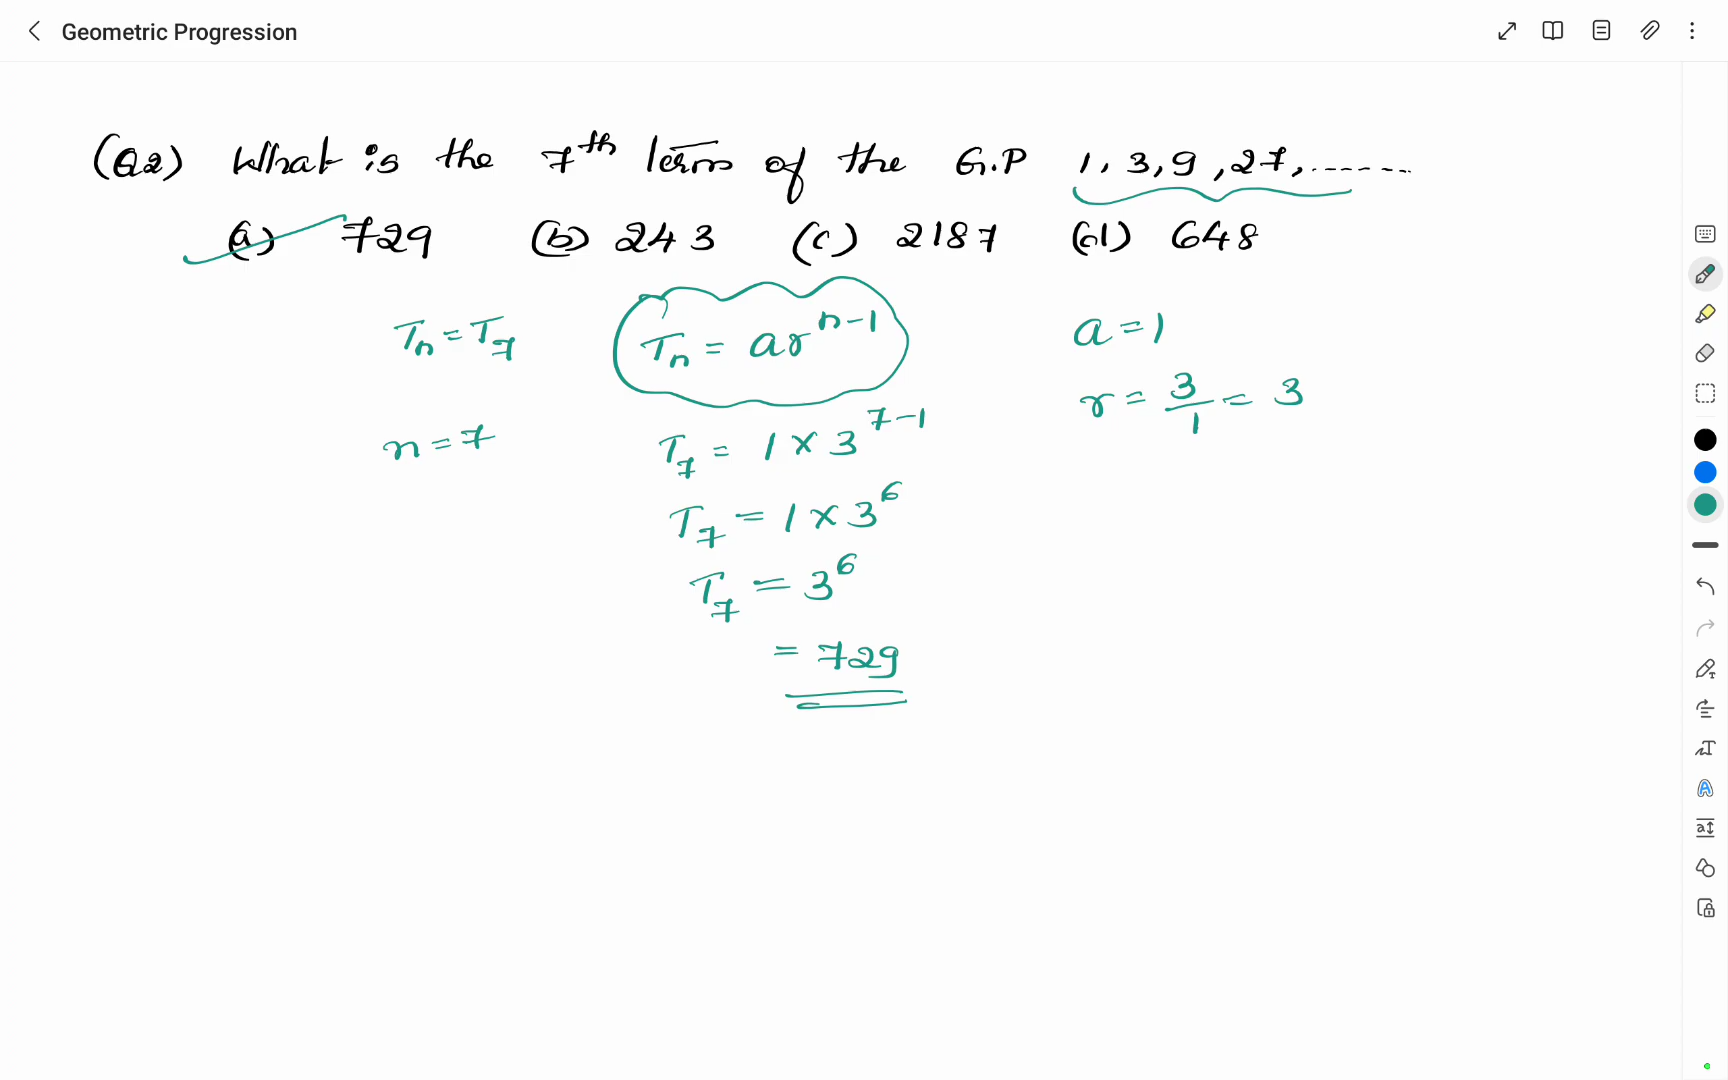 Geometric Progression
(Q2) What is the 7th term of the G.P 1, 3, 9, 27, .......
(a) 729 (b) 243 (c) 2187 (d) 648
Tn = T7 Tn = ar^n-1 a = 1
r = 3/1 = 3
n = 7 T7 = 1 × 3^7-1
T7 = 1 × 3^6
T7 = 3^6
= 729